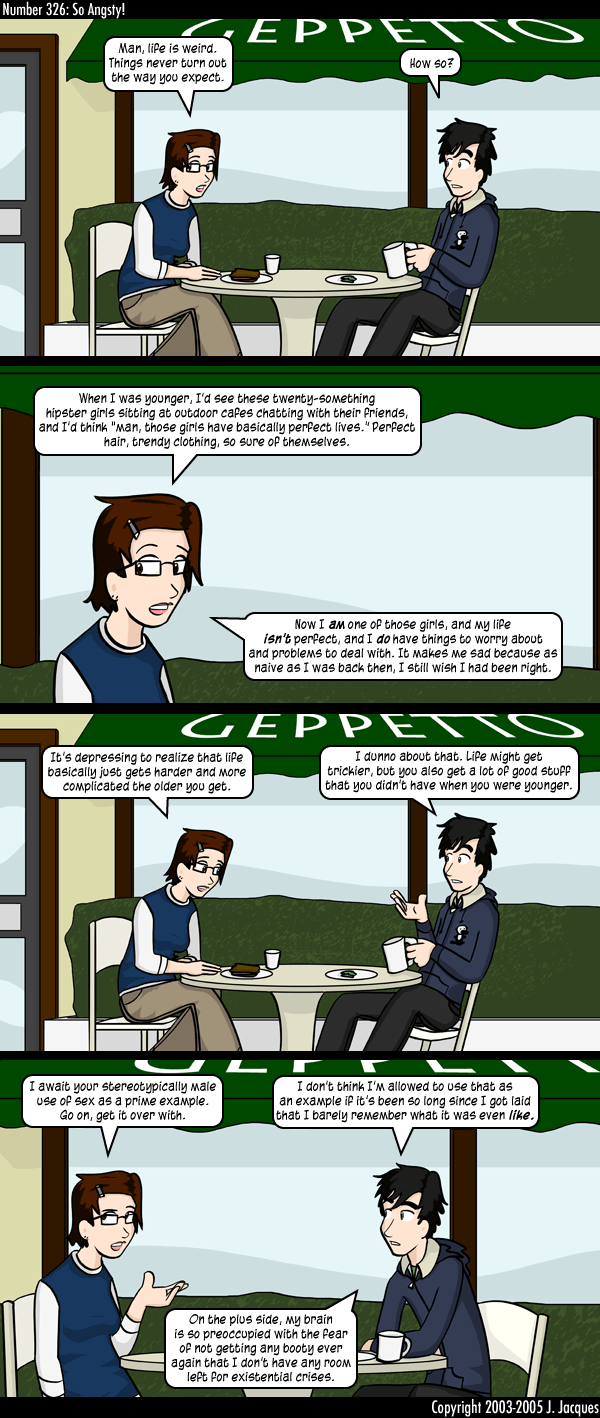 Number 326: So Angsty!
GEPPETTO
Man, life is weird.
Things never turn out
the way you expect.
How so?
When I was younger, I'd see these twenty-something
hipster girls sitting at outdoor cafes chatting with their friends,
and I'd think "man, those girls have basically perfect lives." Perfect
hair, trendy clothing, so sure of themselves.
Now I am one of those girls, and my life
isn't perfect, and I do have things to worry about
and problems to deal with. It makes me sad because as
naive as I was back then, I still wish I had been right.
GEPPETTO
It's depressing to realize that life
basically just gets harder and more
complicated the older you get.
I dunno about that. Life might get
trickier, but you also get a lot of good stuff
that you didn't have when you were younger.
GEPPETTO
I await your stereotypically male
use of sex as a prime example.
Go on, get it over with.
I don't think I'm allowed to use that as
an example if it's been so long since I got laid
that I barely remember what it was even like.
On the plus side, my brain
is so preoccupied with the fear
of not getting any booty ever
again that I don't have any room
left for existential crises.
Copyright 2003-2005 J. Jacques